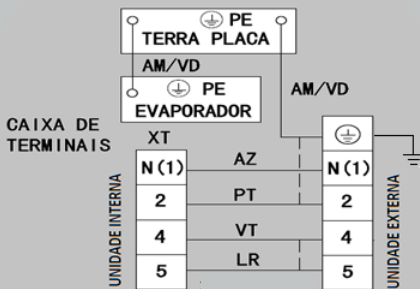 PE
TERRA PLACA
AM/VD
PE
EVAPORADOR
AM/VD
CAIXA DE
TERMINAIS
XT
UNIDADE INTERNA
N(1) AZ N(1)
2 PT 2
4 VT 4
5 LR 5
UNIDADE EXTERNA